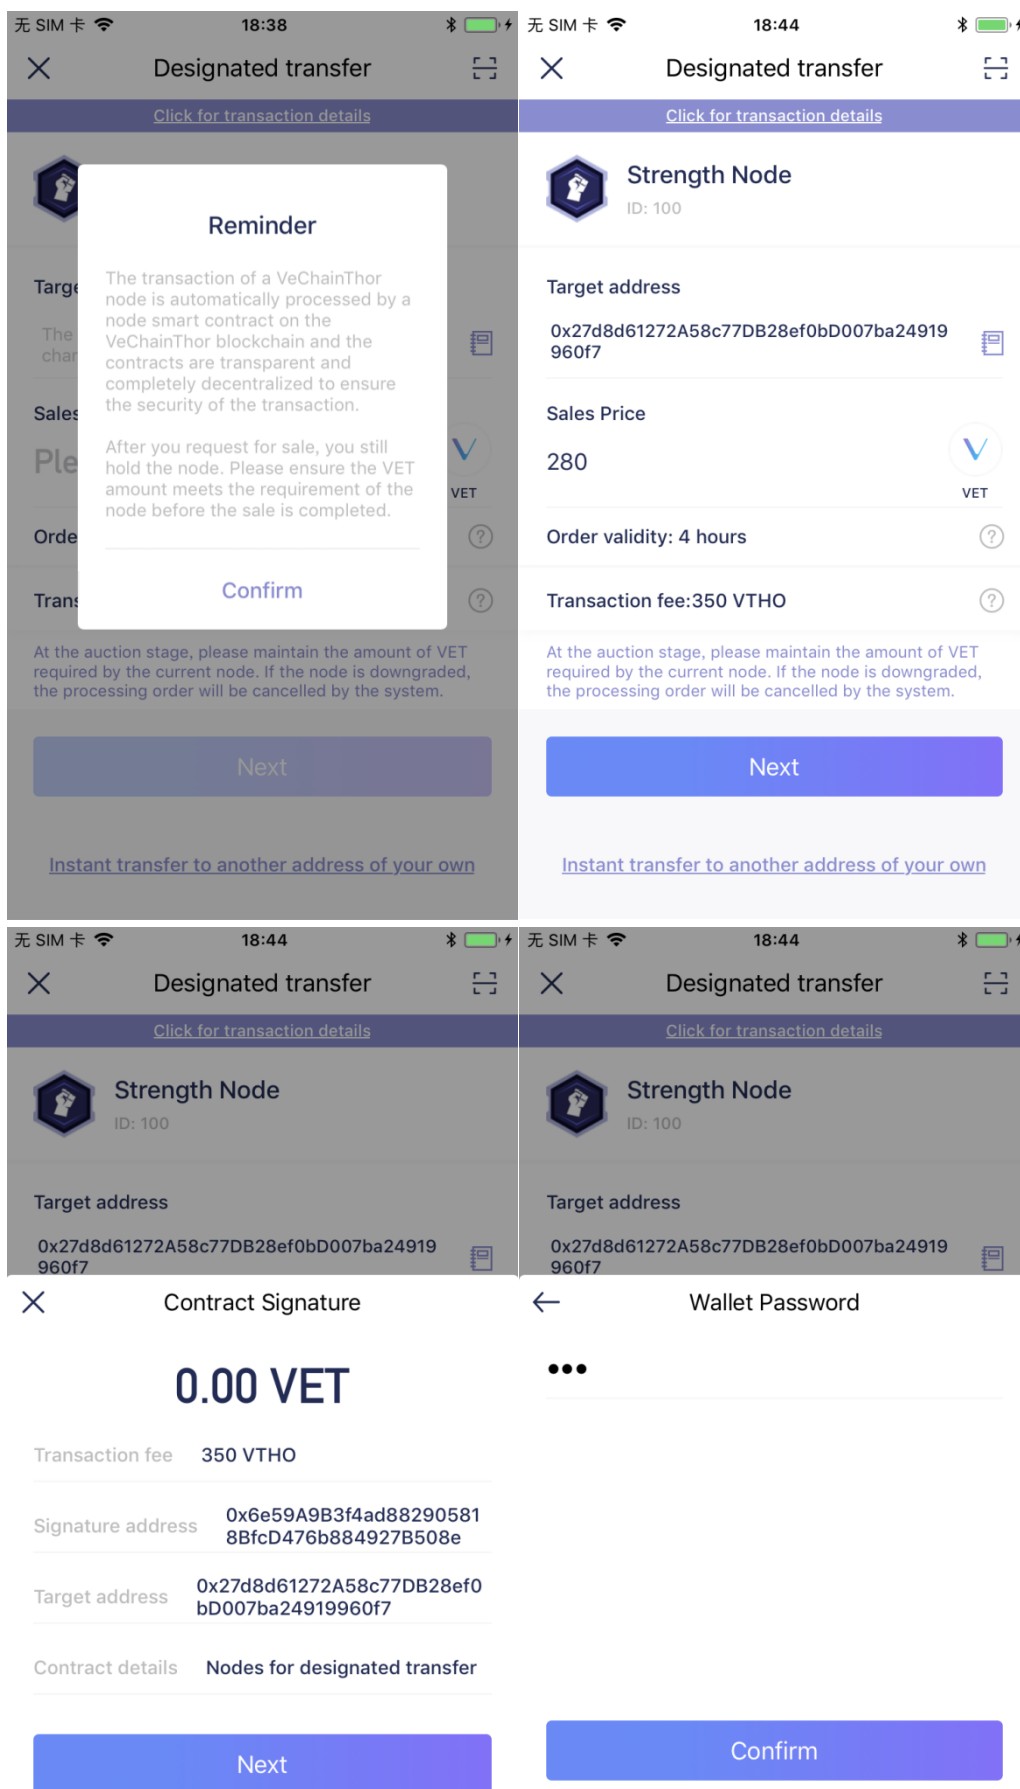 无 SIM 卡
18:38
Designated transfer
Click for transaction details
Reminder
The transaction of a VeChainThor
node is automatically processed by a
node smart contract on the
VeChainThor blockchain and the
contracts are transparent and
completely decentralized to ensure
the security of the transaction.
After you request for sale, you still
hold the node. Please ensure the VET
amount meets the requirement of the
node before the sale is completed.
Confirm
Targe
The
char
Sales
Ple
VET
Orde
Trans
At the auction stage, please maintain the amount of VET
required by the current node. If the node is downgraded,
the processing order will be cancelled by the system.
Next
Instant transfer to another address of your own
无 SIM 卡
18:44
Designated transfer
Click for transaction details
Strength Node
ID: 100
Target address
0x27d8d61272A58c77DB28ef0bD007ba24919
960f7
Sales Price
280
VET
Order validity: 4 hours
Transaction fee:350 VTHO
At the auction stage, please maintain the amount of VET
required by the current node. If the node is downgraded,
the processing order will be cancelled by the system.
Next
Instant transfer to another address of your own
无 SIM 卡
18:44
Designated transfer
Click for transaction details
Strength Node
ID: 100
Target address
0x27d8d61272A58c77DB28ef0bD007ba24919
960f7
Contract Signature
0.00 VET
Transaction fee 350 VTHO
Signature address 0x6e59A9B3f4ad88290581
8BfcD476b884927B508e
Target address 0x27d8d61272A58c77DB28ef0
bD007ba24919960f7
Contract details Nodes for designated transfer
Next
无 SIM 卡
18:44
Designated transfer
Click for transaction details
Strength Node
ID: 100
Target address
0x27d8d61272A58c77DB28ef0bD007ba24919
960f7
Wallet Password
•••
Confirm